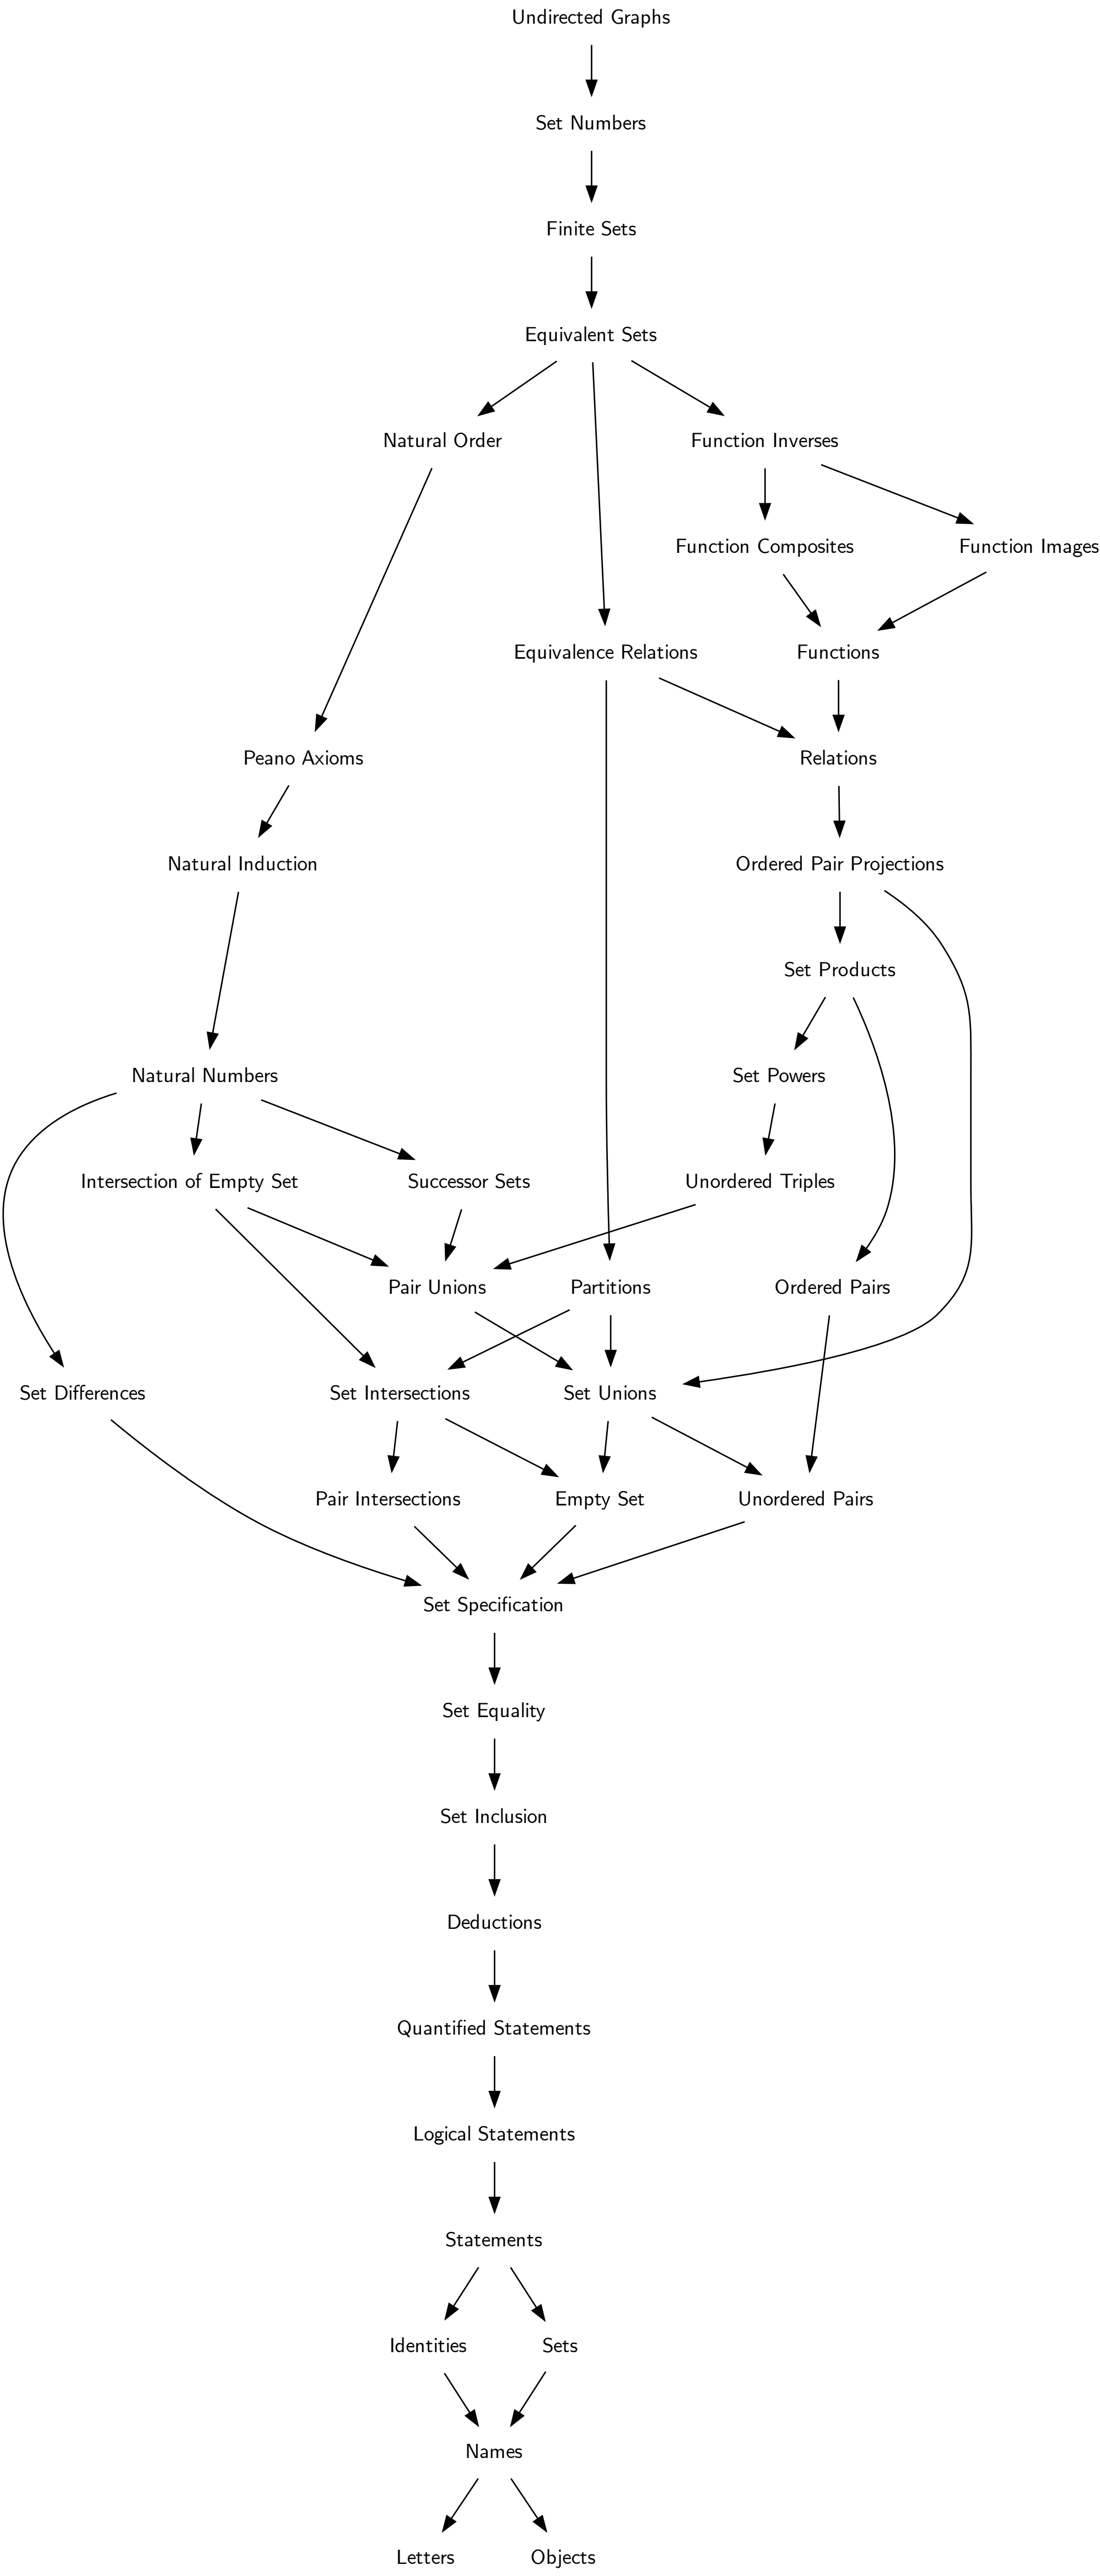 Undirected Graphs
Set Numbers
Finite Sets
Equivalent Sets
Natural Order
Function Inverses
Function Composites
Function Images
Equivalence Relations
Functions
Peano Axioms
Relations
Natural Induction
Ordered Pair Projections
Set Products
Natural Numbers
Set Powers
Intersection of Empty Set
Successor Sets
Unordered Triples
Pair Unions
Partitions
Ordered Pairs
Set Differences
Set Intersections
Set Unions
Pair Intersections
Empty Set
Unordered Pairs
Set Specification
Set Equality
Set Inclusion
Deductions
Quantified Statements
Logical Statements
Statements
Identities
Sets
Names
Letters
Objects